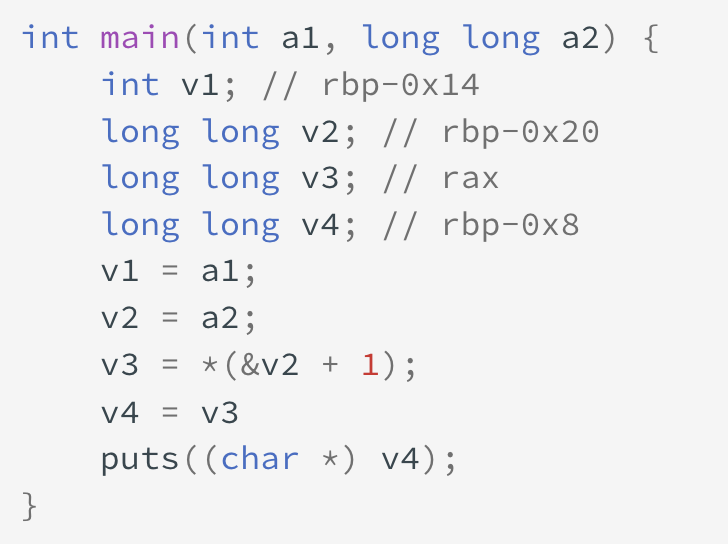 int main(int a1, long long a2) {
    int v1; // rbp-0x14
    long long v2; // rbp-0x20
    long long v3; // rax
    long long v4; // rbp-0x8
    v1 = a1;
    v2 = a2;
    v3 = *(&v2 + 1);
    v4 = v3
    puts((char *) v4);
}